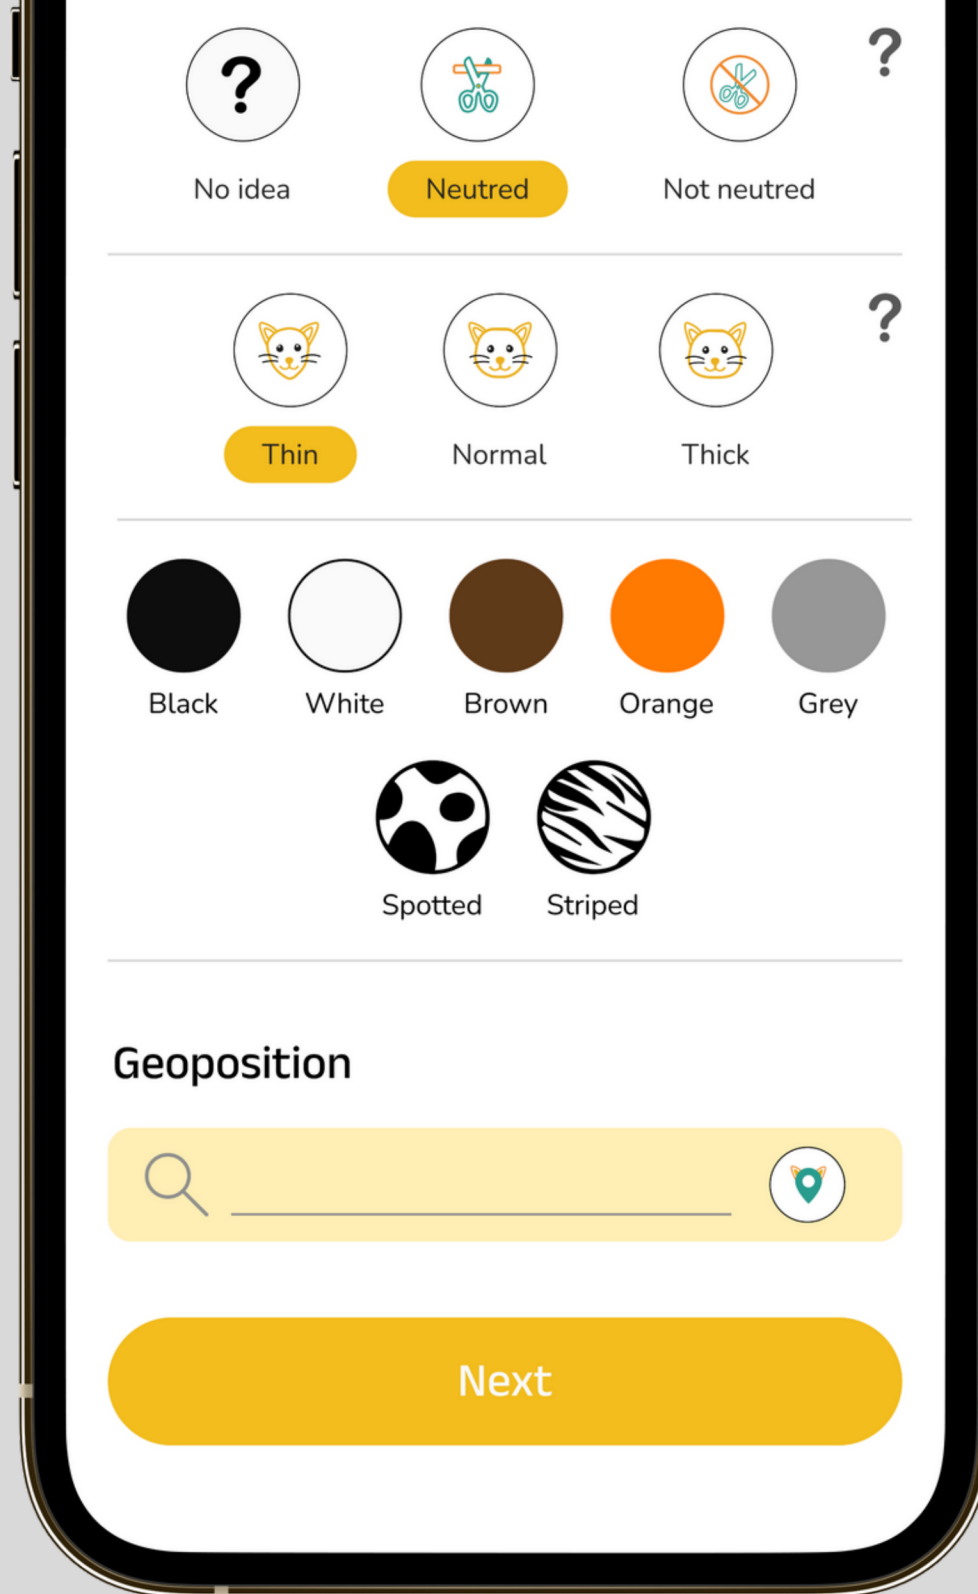 ?
?
No idea
Neutred
Not neutred
?
Thin
Normal
Thick
Black
White
Brown
Orange
Grey
Spotted
Striped
Geoposition
Next